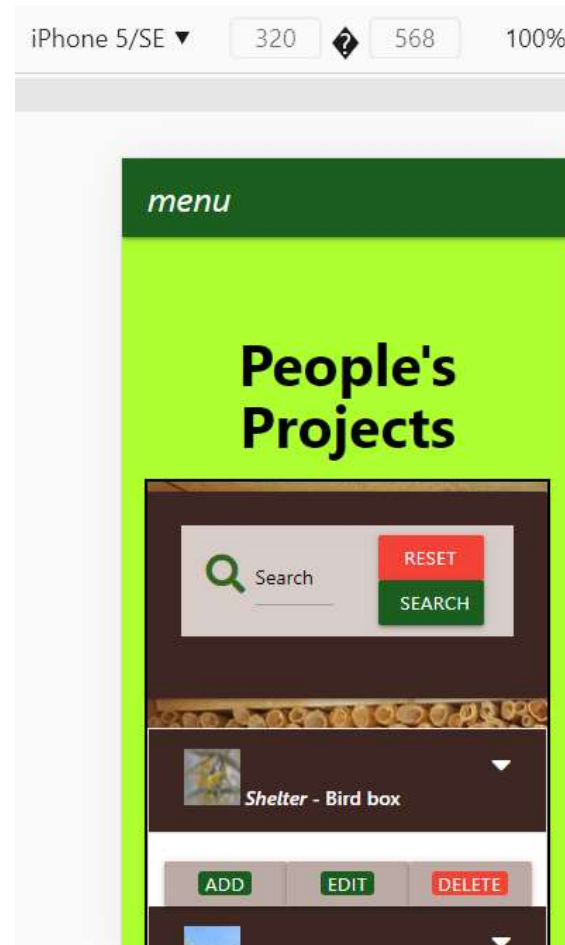 iPhone 5/SE ▼ 320 � 568 100%
menu
People's
Projects
Search
RESET
SEARCH
Shelter - Bird box
ADD EDIT DELETE